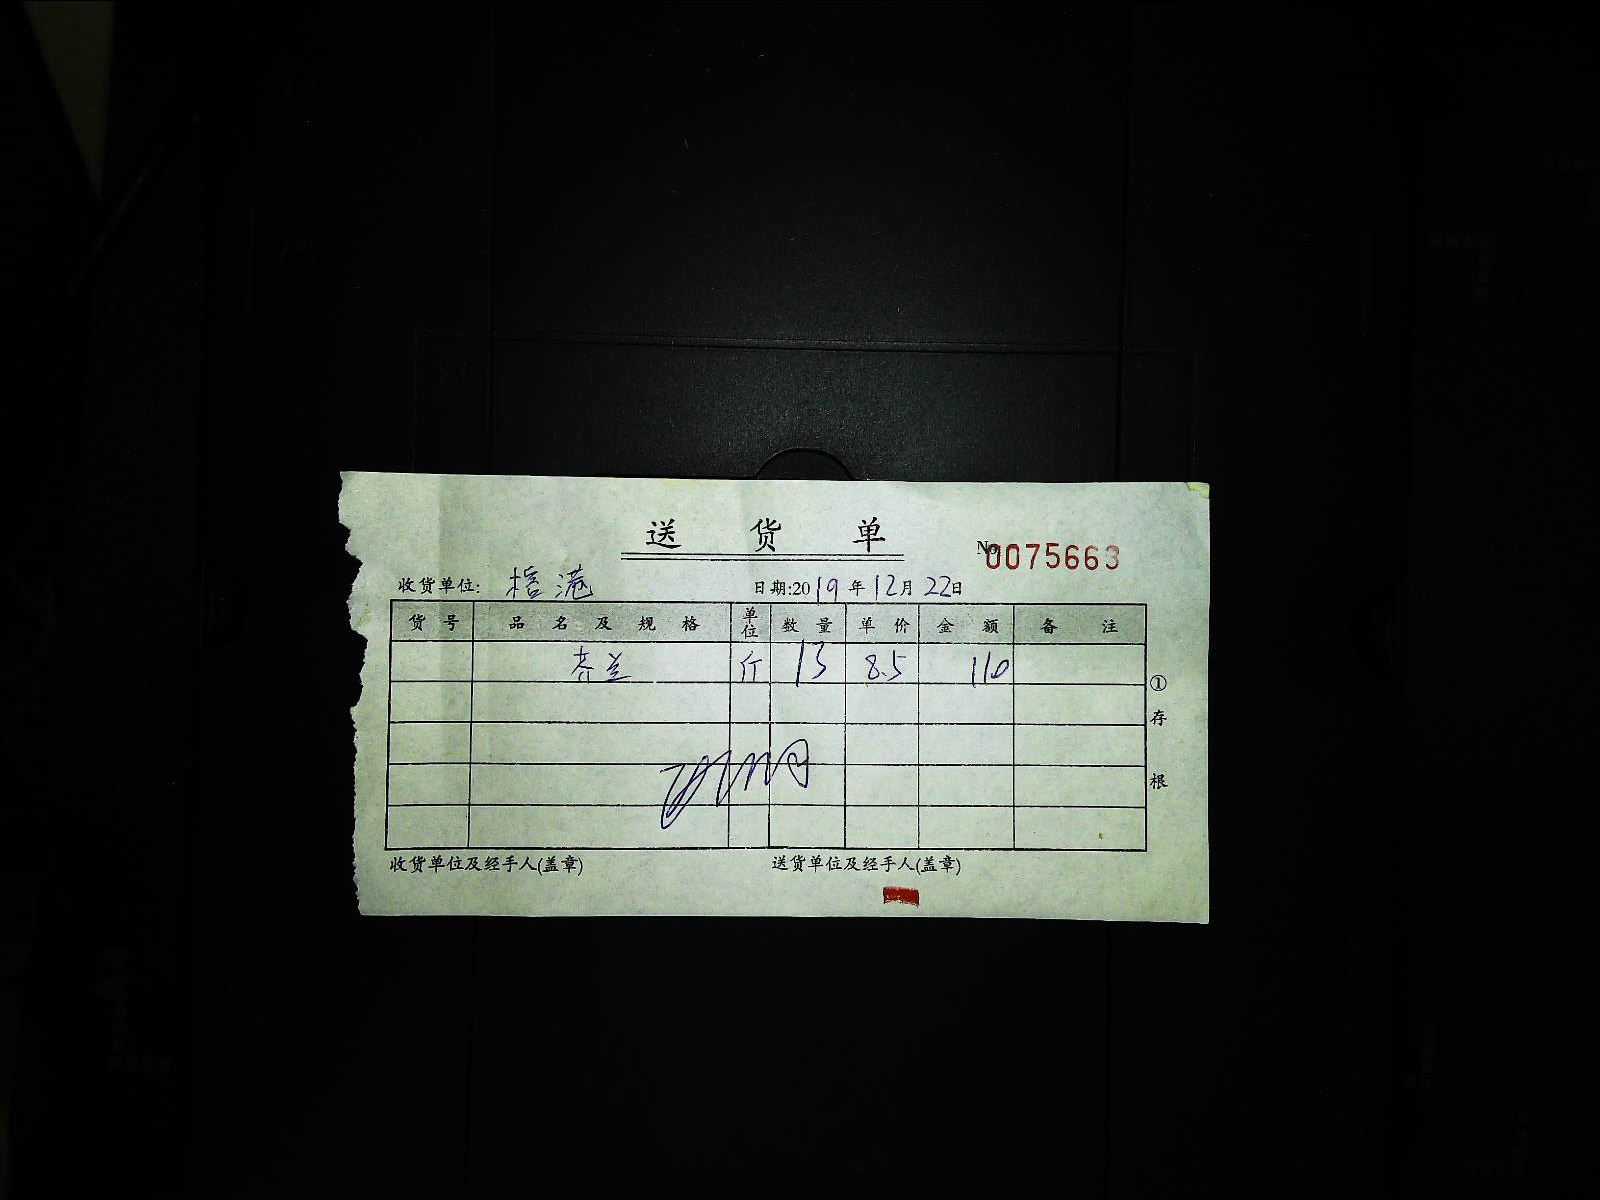 送 货 单
No 0075663
收货单位: 梧港 日期:2019年12月22日
货号 品名及规格 单位 数量 单价 金额 备注
芥兰 斤 13 8.5 110
①存根
收货单位及经手人(盖章) 送货单位及经手人(盖章)